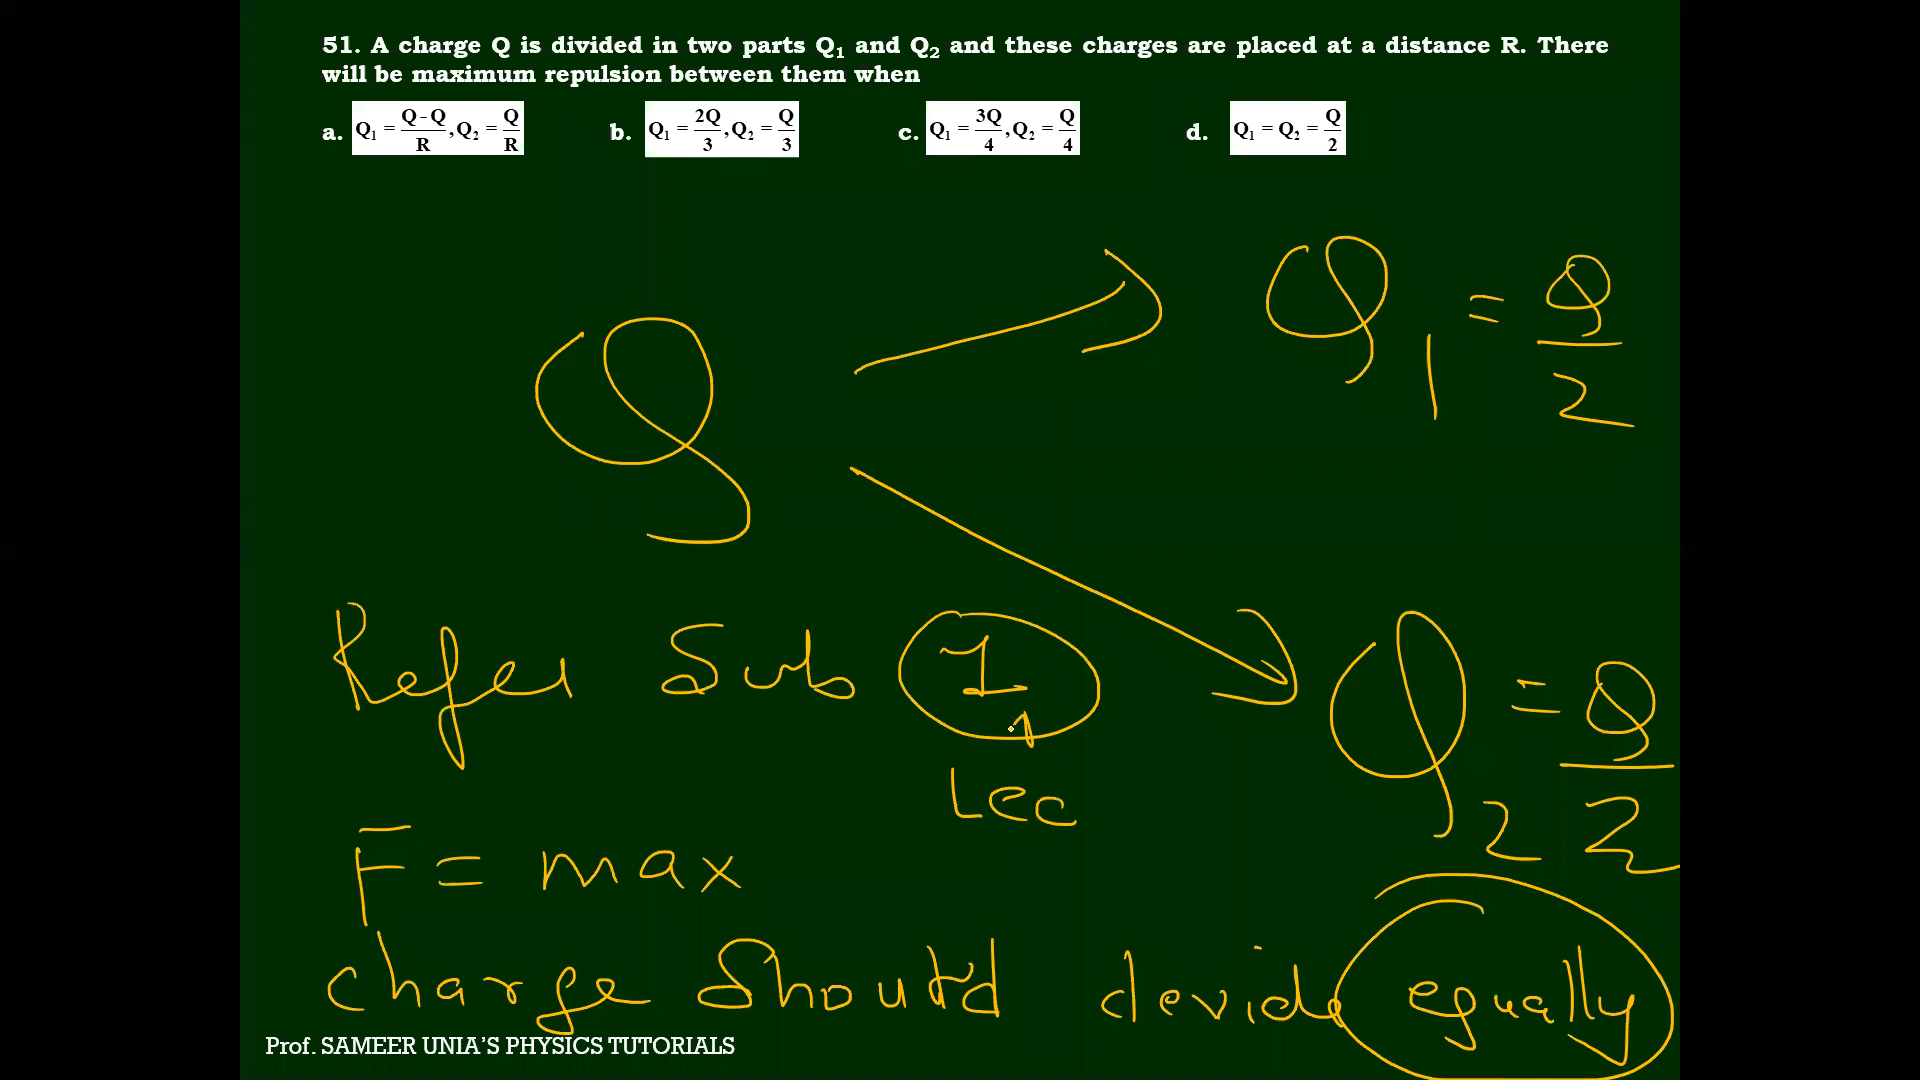 51. A charge Q is divided in two parts Q₁ and Q₂ and these charges are placed at a distance R. There
will be maximum repulsion between them when
a. Q₁ = Q-Q/R, Q₂ = Q/R b. Q₁ = 2Q/3, Q₂ = Q/3 c. Q₁ = 3Q/4, Q₂ = Q/4 d. Q₁ = Q₂ = Q/2
Q₁ = Q/2
Q
Refer Sub 1
Q₂ = Q/2
Lec
F = max
charge should devide equally
Prof. SAMEER UNIA'S PHYSICS TUTORIALS